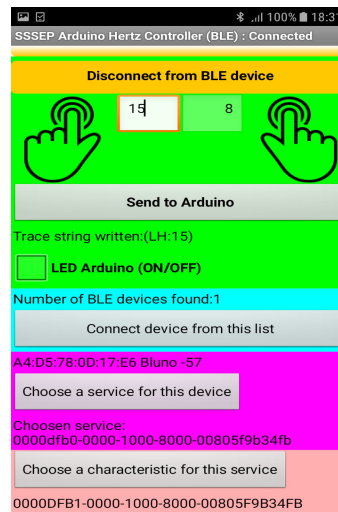 100% 18:31
SSSEP Arduino Hertz Controller (BLE) : Connected
Disconnect from BLE device
15 8
Send to Arduino
Trace string written:(LH:15)
LED Arduino (ON/OFF)
Number of BLE devices found:1
Connect device from this list
A4:D5:78:0D:17:E6 Bluno -57
Choose a service for this device
Choosen service:
0000dfb0-0000-1000-8000-00805f9b34fb
Choose a characteristic for this service
0000DFB1-0000-1000-8000-00805F9B34FB